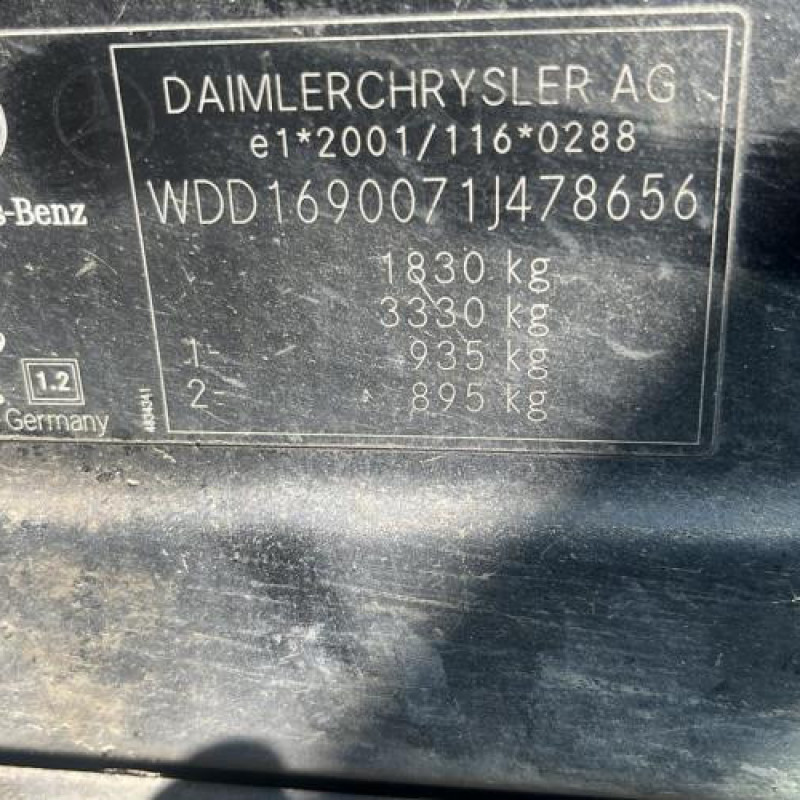 DAIMLERCHRYSLER AG
e1*2001/116*0288
WDD1690071J478656
1830 kg
3330 kg
1- 935 kg
2- 895 kg
s-Benz
1.2
Germany